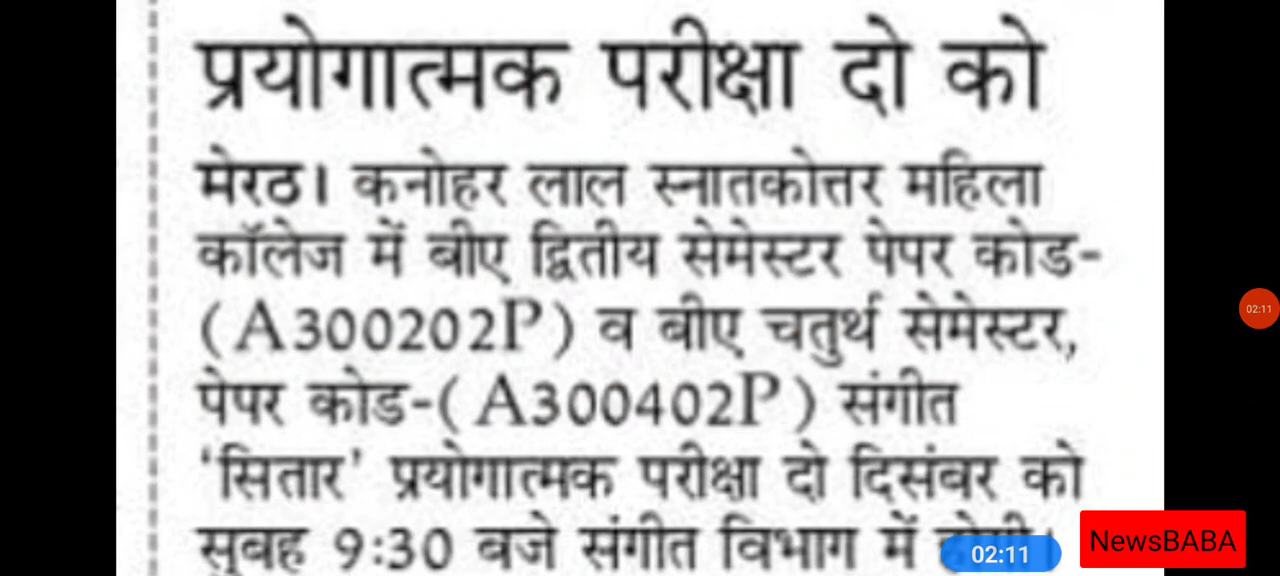 प्रयोगात्मक परीक्षा दो को
मेरठ। कनोहर लाल स्नातकोत्तर महिला
कॉलेज में बीए द्वितीय सेमेस्टर पेपर कोड-
(A300202P) व बीए चतुर्थ सेमेस्टर,
पेपर कोड-(A300402P) संगीत
‘सितार’ प्रयोगात्मक परीक्षा दो दिसंबर को
सुबह 9:30 बजे संगीत विभाग में
02:11
02:11
NewsBABA